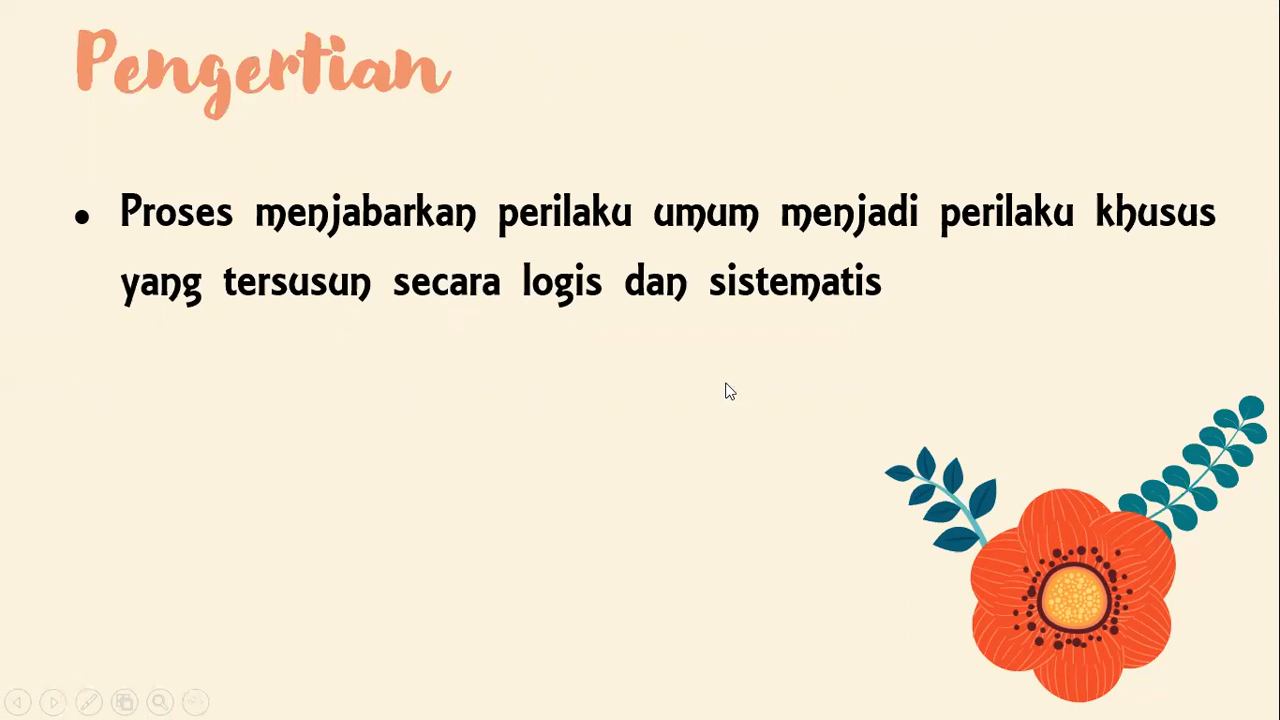 Pengertian
• Proses menjabarkan perilaku umum menjadi perilaku khusus
yang tersusun secara logis dan sistematis